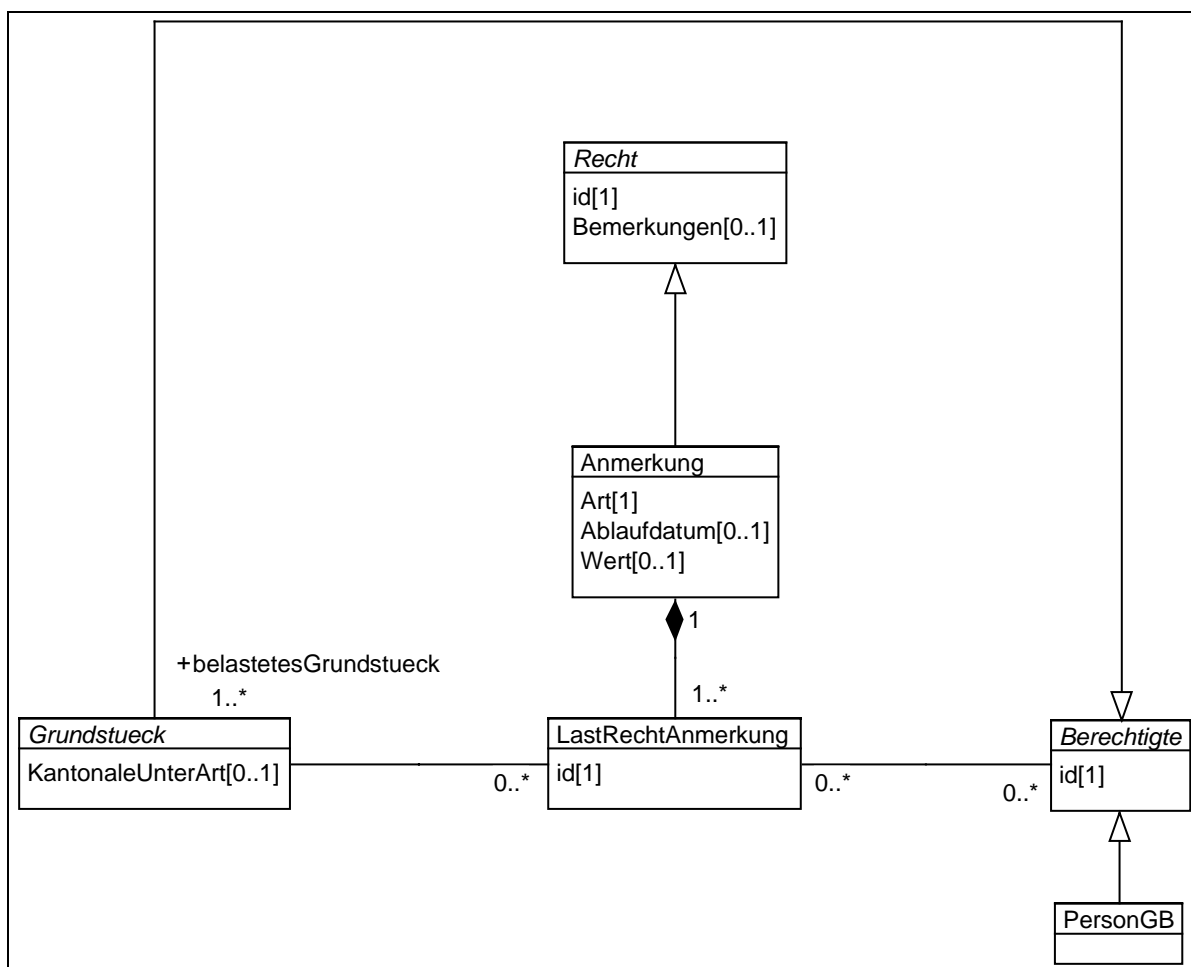 Recht
id[1]
Bemerkungen[0..1]
Anmerkung
Art[1]
Ablaufdatum[0..1]
Wert[0..1]
1
+belastetesGrundstueck
1..*
1..*
Grundstueck
KantonaleUnterArt[0..1]
0..*
LastRechtAnmerkung
id[1]
0..*
0..*
Berechtigte
id[1]
PersonGB